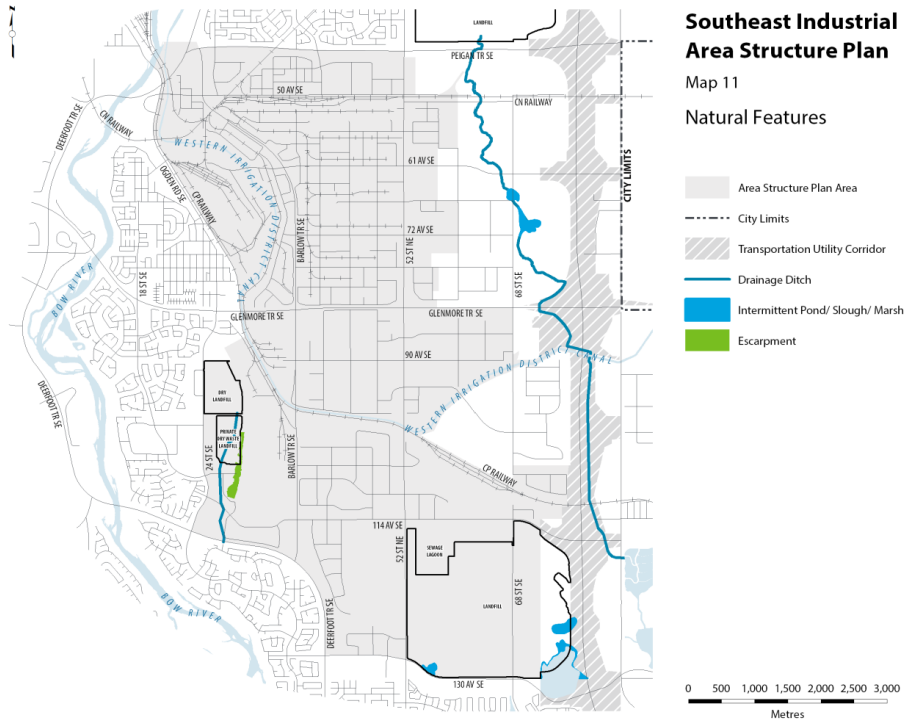 Southeast Industrial
Area Structure Plan
Map 11
Natural Features
Area Structure Plan Area
City Limits
Transportation Utility Corridor
Drainage Ditch
Intermittent Pond/ Slough/ Marsh
Escarpment
0 500 1,000 1,500 2,000 2,500 3,000
Metres
LANDFILL
PEIGAN TR SE
50 AV SE
CN RAILWAY
DEERFOOT TR SE
CN RAILWAY
WESTERN IRRIGATION DISTRICT CANAL
61 AV SE
OGDEN RD SE
CP RAILWAY
CITY LIMITS
BARLOW TR SE
72 AV SE
52 ST NE
68 ST SE
BOW RIVER
18 ST SE
GLENMORE TR SE
GLENMORE TR SE
90 AV SE
WESTERN IRRIGATION DISTRICT CANAL
DEERFOOT TR SE
DRY
LANDFILL
PRIVATE
DRY WASTE
LANDFILL
24 ST SE
BARLOW TR SE
CP RAILWAY
114 AV SE
52 ST NE
SEWAGE
LAGOON
LANDFILL
68 ST SE
BOW RIVER
DEERFOOT TR SE
130 AV SE